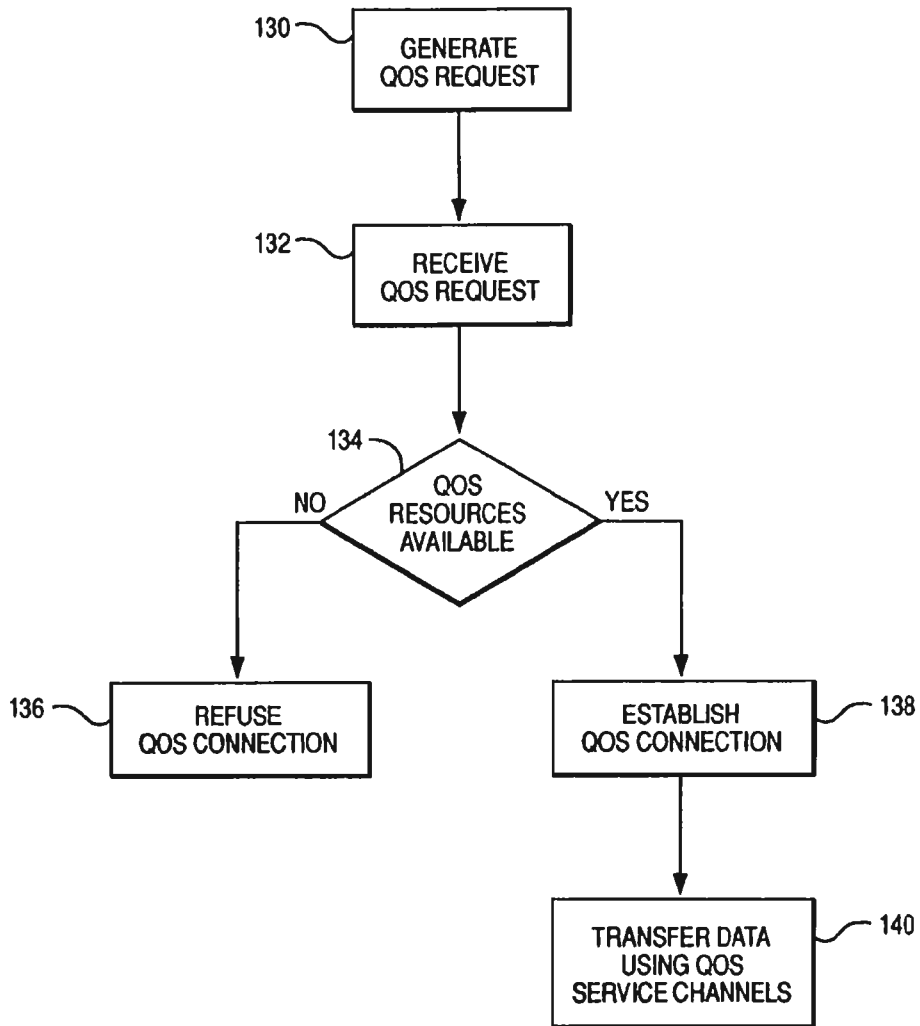 130
GENERATE
QOS REQUEST
132
RECEIVE
QOS REQUEST
134
QOS
RESOURCES
AVAILABLE
NO
YES
136
REFUSE
QOS CONNECTION
ESTABLISH
QOS CONNECTION
138
TRANSFER DATA
USING QOS
SERVICE CHANNELS
140